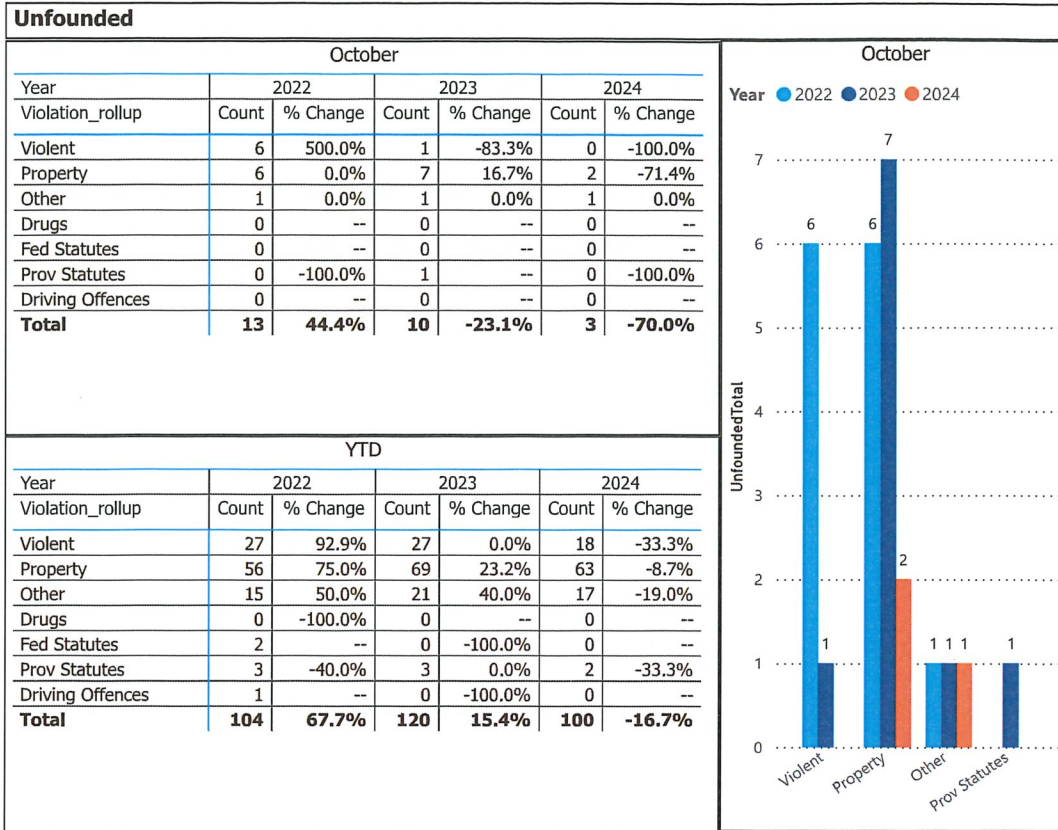 Unfounded
October
Year 2022 2023 2024
Violation_rollup Count % Change Count % Change Count % Change
Violent 6 500.0% 1 -83.3% 0 -100.0%
Property 6 0.0% 7 16.7% 2 -71.4%
Other 1 0.0% 1 0.0% 1 0.0%
Drugs 0 -- 0 -- 0 --
Fed Statutes 0 -- 0 -- 0 --
Prov Statutes 0 -100.0% 1 -- 0 -100.0%
Driving Offences 0 -- 0 -- 0 --
Total 13 44.4% 10 -23.1% 3 -70.0%
YTD
Year 2022 2023 2024
Violation_rollup Count % Change Count % Change Count % Change
Violent 27 92.9% 27 0.0% 18 -33.3%
Property 56 75.0% 69 23.2% 63 -8.7%
Other 15 50.0% 21 40.0% 17 -19.0%
Drugs 0 -100.0% 0 -- 0 --
Fed Statutes 2 -- 0 -100.0% 0 --
Prov Statutes 3 -40.0% 3 0.0% 2 -33.3%
Driving Offences 1 -- 0 -100.0% 0 --
Total 104 67.7% 120 15.4% 100 -16.7%
October
Year 2022 2023 2024
UnfoundedTotal
7
6
5
4
3
2
1
0
6 1
6 7 2
1 1 1
1
Violent Property Other Prov Statutes